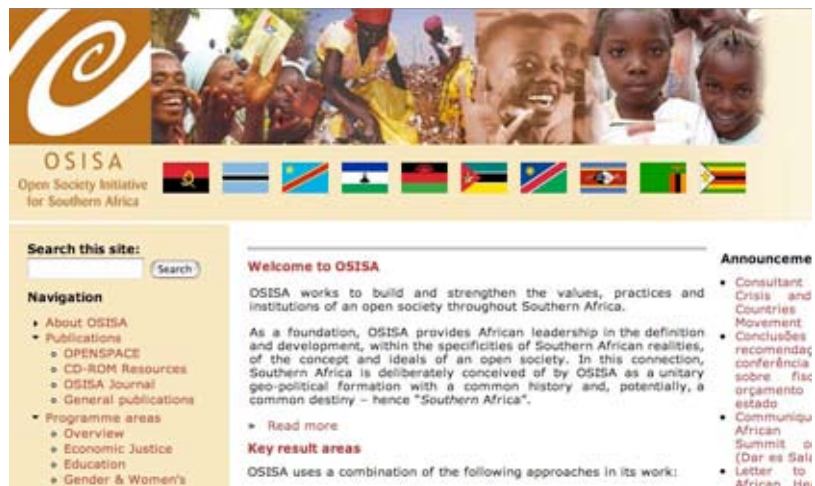 OSISA
Open Society Initiative
for Southern Africa
Search this site:
Search
Navigation
About OSISA
Publications
OPENSPACE
CD-ROM Resources
OSISA Journal
General publications
Programme areas
Overview
Economic Justice
Education
Gender & Women's
Welcome to OSISA
OSISA works to build and strengthen the values, practices and
institutions of an open society throughout Southern Africa.
As a foundation, OSISA provides African leadership in the definition
and development, within the specificities of Southern African realities,
of the concept and ideals of an open society. In this connection,
Southern Africa is deliberately conceived of by OSISA as a unitary
geo-political formation with a common history and, potentially, a
common destiny – hence "Southern Africa".
» Read more
Key result areas
OSISA uses a combination of the following approaches in its work:
Announceme
Consultant
Crisis and
Countries
Movement
Conclusões
recomendaç
conferência
sobre fisc
orçamento
estado
Communiqu
African
Summit o
(Dar es Sala
Letter to
African He